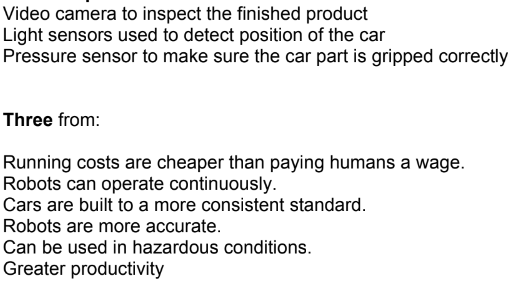 Video camera to inspect the finished product
Light sensors used to detect position of the car
Pressure sensor to make sure the car part is gripped correctly
Three from:
Running costs are cheaper than paying humans a wage.
Robots can operate continuously.
Cars are built to a more consistent standard.
Robots are more accurate.
Can be used in hazardous conditions.
Greater productivity